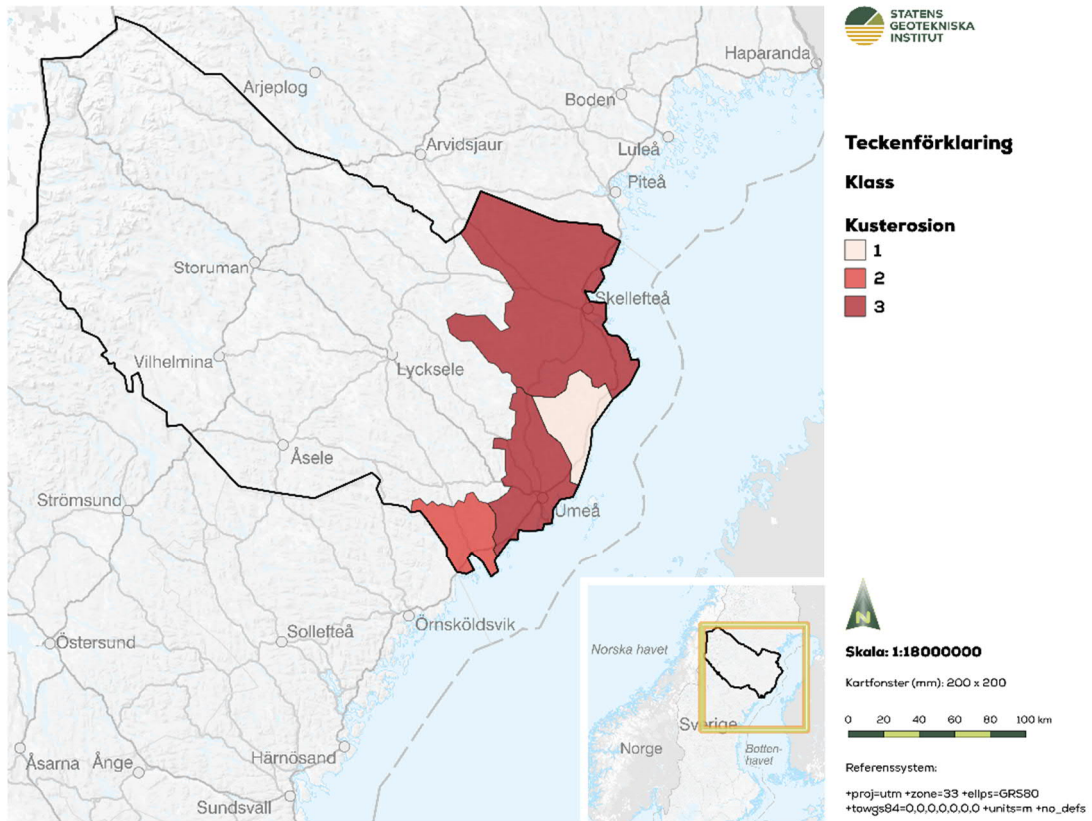 STATENS
GEOTEKNISKA
INSTITUT
Haparanda
Arjeplog
Boden
Arvidsjaur
Luleå
Piteå
Storuman
Skellefteå
Vilhelmina
Lycksele
Åsele
Strömsund
Umeå
Örnsköldsvik
Östersund
Sollefteå
Åsarna
Ånge
Härnösand
Sundsvall
Teckenförklaring
Klass
Kusterosion
1
2
3
Norska havet
Sverige
Norge
Botten-
havet
N
Skala: 1:18000000
Kartfonster (mm): 200 x 200
0 20 40 60 80 100 km
Referenssystem:
+proj=utm +zone=33 +ellps=GRS80
+towgs84=0,0,0,0,0,0,0 +units=m +no_defs